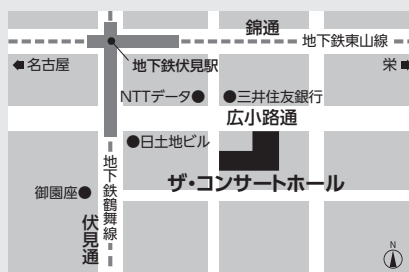 錦通
地下鉄東山線
名古屋
地下鉄伏見駅
栄
NTTデータ
三井住友銀行
広小路通
日土地ビル
ザ・コンサートホール
地下鉄鶴舞線
御園座
伏見通
N